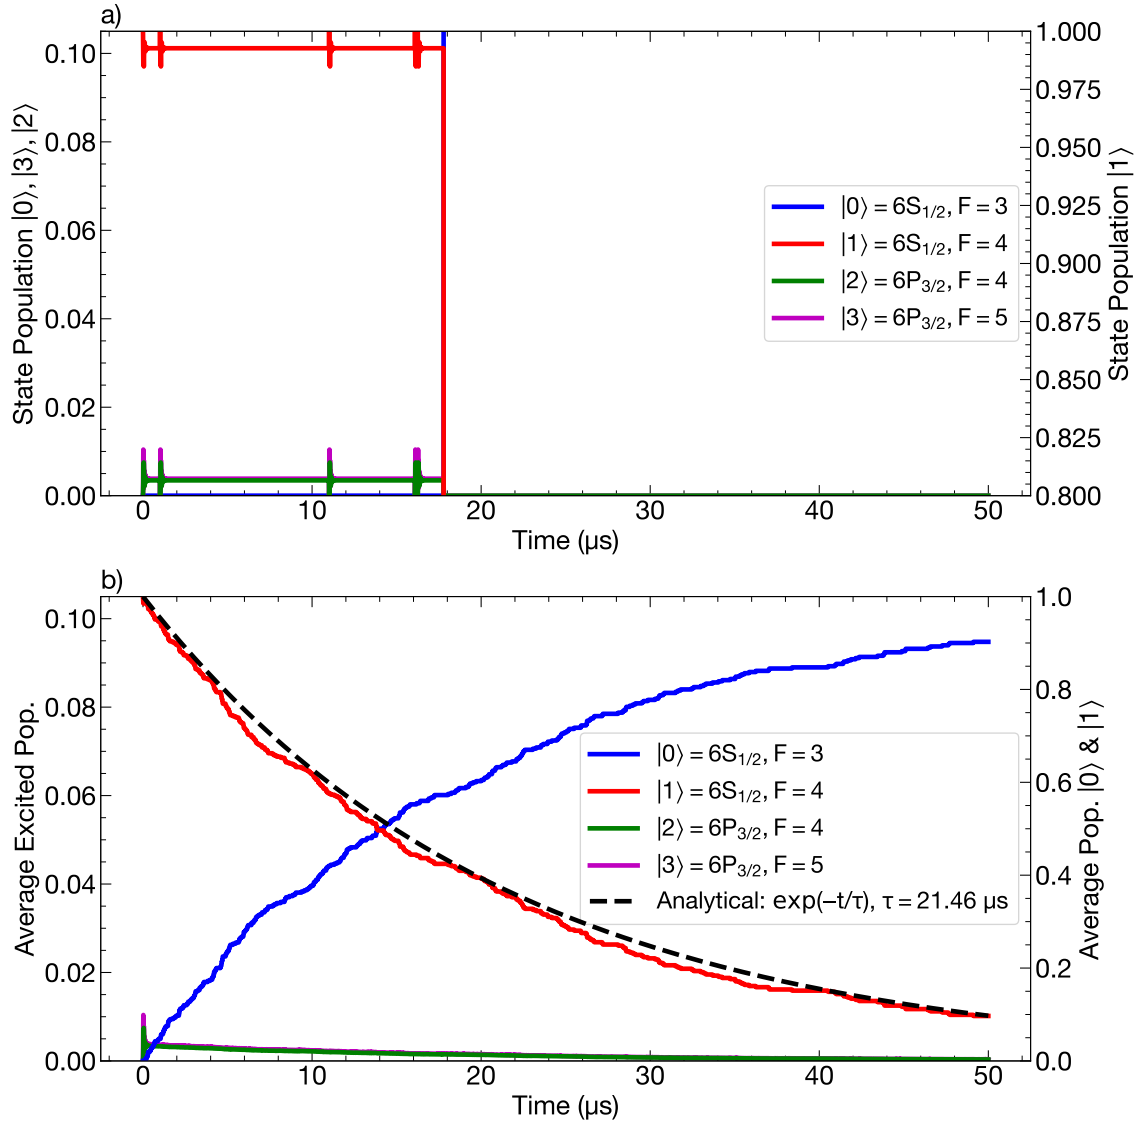 a)
State Population |0⟩, |3⟩, |2⟩
0.10
0.08
0.06
0.04
0.02
0.00
1.000
0.975
0.950
0.925
0.900
0.875
0.850
0.825
0.800
State Population |1⟩
|0⟩ = 6S₁/₂, F = 3
|1⟩ = 6S₁/₂, F = 4
|2⟩ = 6P₃/₂, F = 4
|3⟩ = 6P₃/₂, F = 5
0 10 20 30 40 50
Time (µs)
b)
Average Excited Pop.
0.10
0.08
0.06
0.04
0.02
0.00
1.0
0.8
0.6
0.4
0.2
0.0
Average Pop. |0⟩ & |1⟩
|0⟩ = 6S₁/₂, F = 3
|1⟩ = 6S₁/₂, F = 4
|2⟩ = 6P₃/₂, F = 4
|3⟩ = 6P₃/₂, F = 5
Analytical: exp(−t/τ), τ = 21.46 µs
0 10 20 30 40 50
Time (µs)